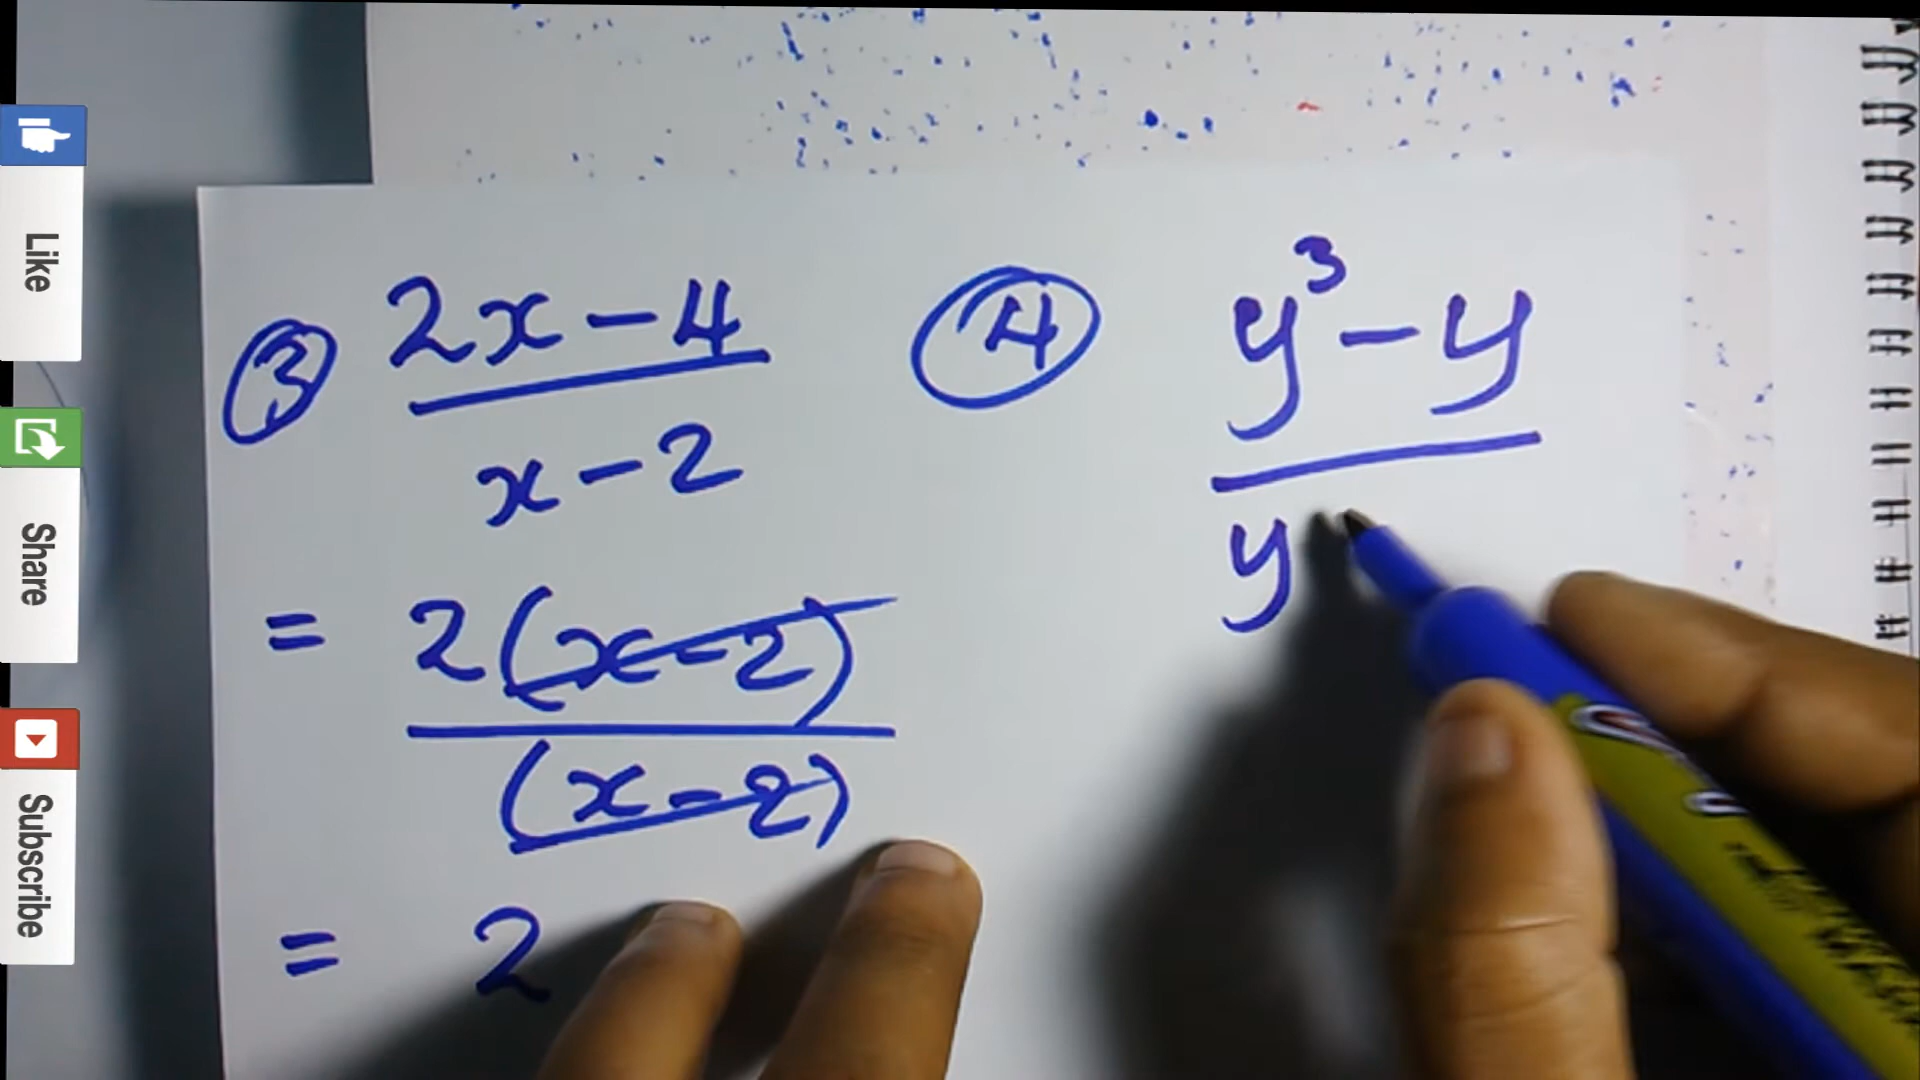 Like
Share
Subscribe
3 2x-4
x-2
= 2(x-2)
(x-2)
= 2
4 y³-y
y